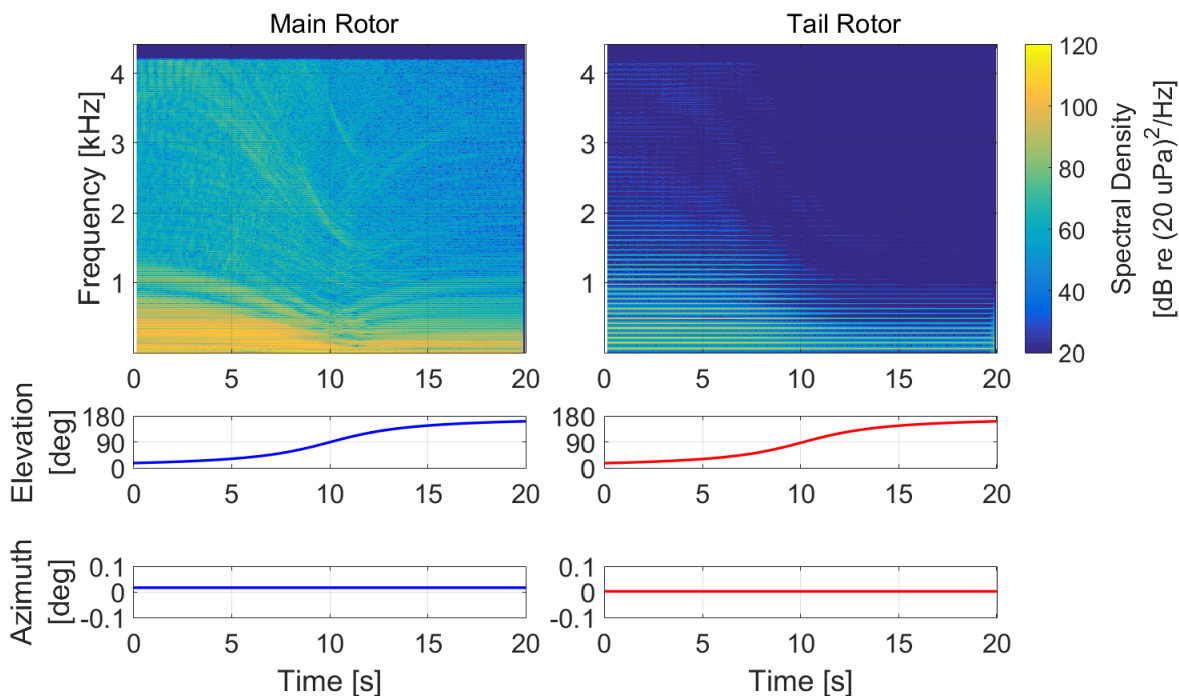 Main Rotor
Tail Rotor
Frequency [kHz]
4
3
2
1
0 5 10 15 20
4
3
2
1
0 5 10 15 20
120
100
80
60
40
20
Spectral Density
[dB re (20 uPa)²/Hz]
Elevation
[deg]
180
90
0
0 5 10 15 20
180
90
0
0 5 10 15 20
Azimuth
[deg]
0.1
0
-0.1
0 5 10 15 20
Time [s]
0.1
0
-0.1
0 5 10 15 20
Time [s]